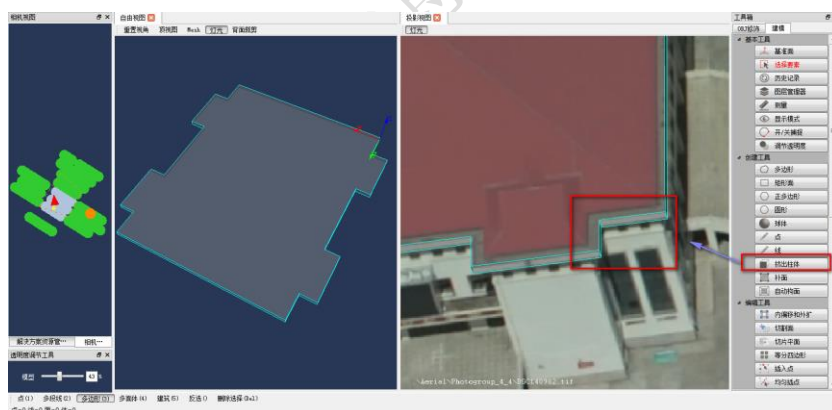 相机视图
自由视图
投影视图
工具箱
重置视角 顶视图 Mesh 灯光 背面裁剪
灯光
建模
基本工具
基准面
选择要素
历史记录
图层管理器
测量
显示模式
开/关捕捉
调节透明度
创建工具
多边形
矩形面
正多边形
圆形
球体
点
线
挤出柱体
补面
自动构面
编辑工具
内偏移和外扩
切割面
切片平面
等分四边形
插入点
均匀插点
解决方案资源管…
相机…
透明度调节工具
模型
43 %
点(1) 多段线(2) 多边形(3) 多面体(4) 建筑(5) 反选() 删除选择(Del)